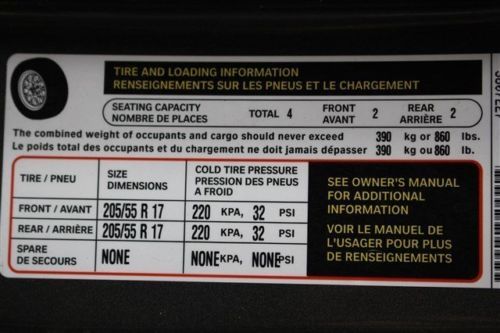 TIRE AND LOADING INFORMATION
RENSEIGNEMENTS SUR LES PNEUS ET LE CHARGEMENT
SEATING CAPACITY
NOMBRE DE PLACES
TOTAL 4
FRONT
AVANT 2
REAR
ARRIÈRE 2
The combined weight of occupants and cargo should never exceed 390 kg or 860 lbs.
Le poids total des occupants et du chargement ne doit jamais dépasser 390 kg ou 860 lb.
TIRE / PNEU
SIZE
DIMENSIONS
COLD TIRE PRESSURE
PRESSION DES PNEUS
A FROID
FRONT / AVANT 205/55 R 17 220 KPA, 32 PSI
REAR / ARRIÈRE 205/55 R 17 220 KPA, 32 PSI
SPARE
DE SECOURS
NONE NONE KPA, NONE PSI
SEE OWNER'S MANUAL
FOR ADDITIONAL
INFORMATION
VOIR LE MANUEL DE
L'USAGER POUR PLUS
DE RENSEIGNEMENTS